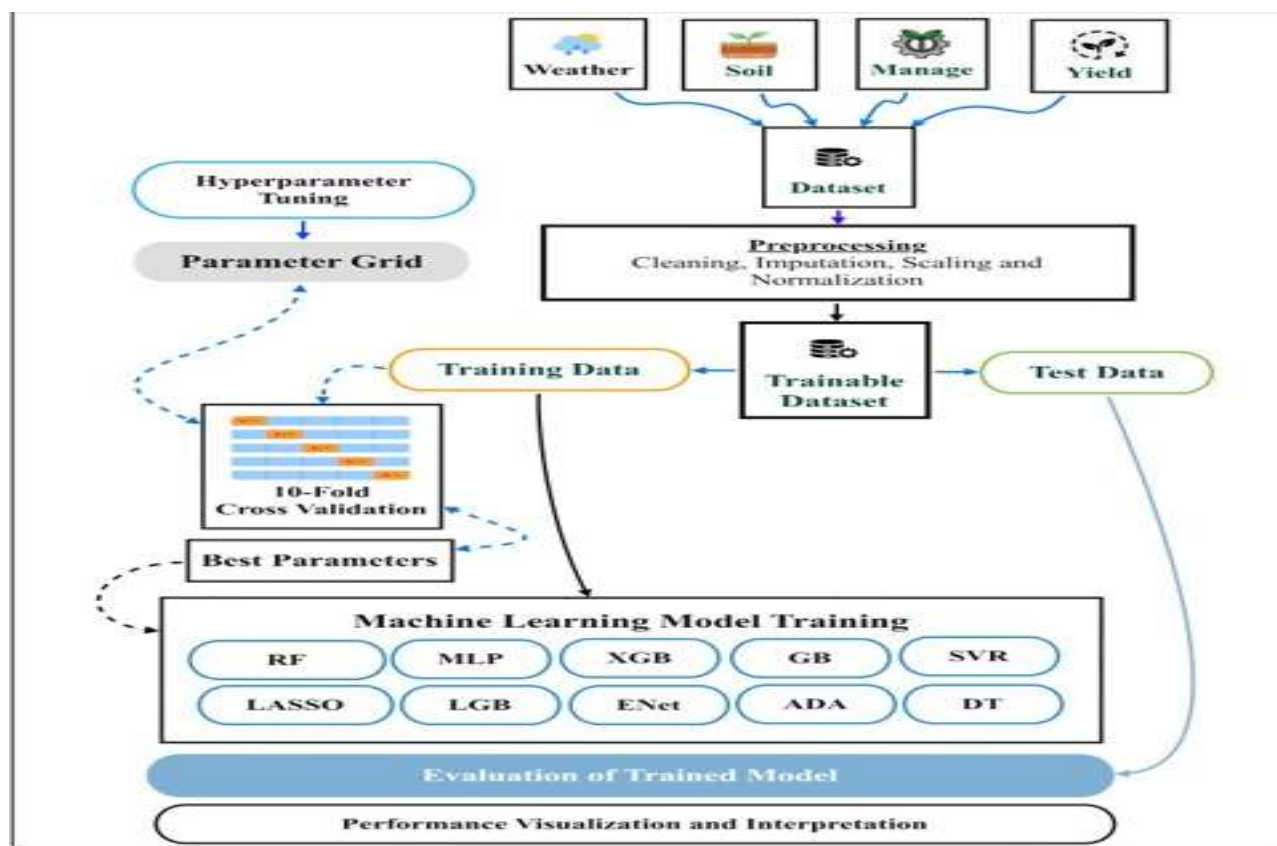 Weather
Soil
Manage
Yield
Dataset
Hyperparameter
Tuning
Parameter Grid
Preprocessing
Cleaning, Imputation, Scaling and
Normalization
Training Data
Trainable
Dataset
Test Data
10-Fold
Cross Validation
Best Parameters
Machine Learning Model Training
RF
MLP
XGB
GB
SVR
LASSO
LGB
ENet
ADA
DT
Evaluation of Trained Model
Performance Visualization and Interpretation